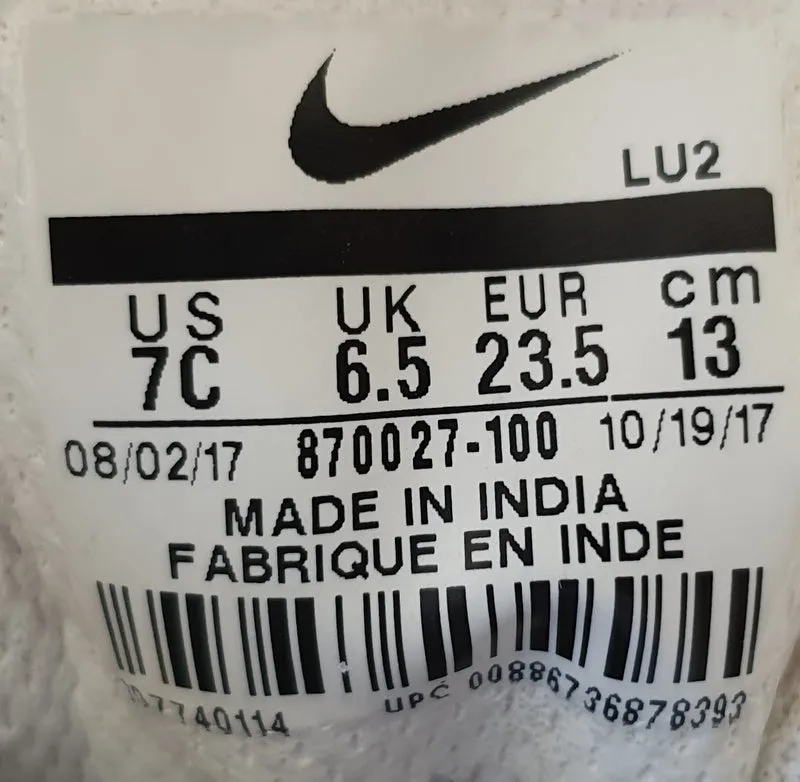 LU2
US UK EUR cm
7C 6.5 23.5 13
08/02/17 870027-100 10/19/17
MADE IN INDIA
FABRIQUE EN INDE
UPC 00886736878393